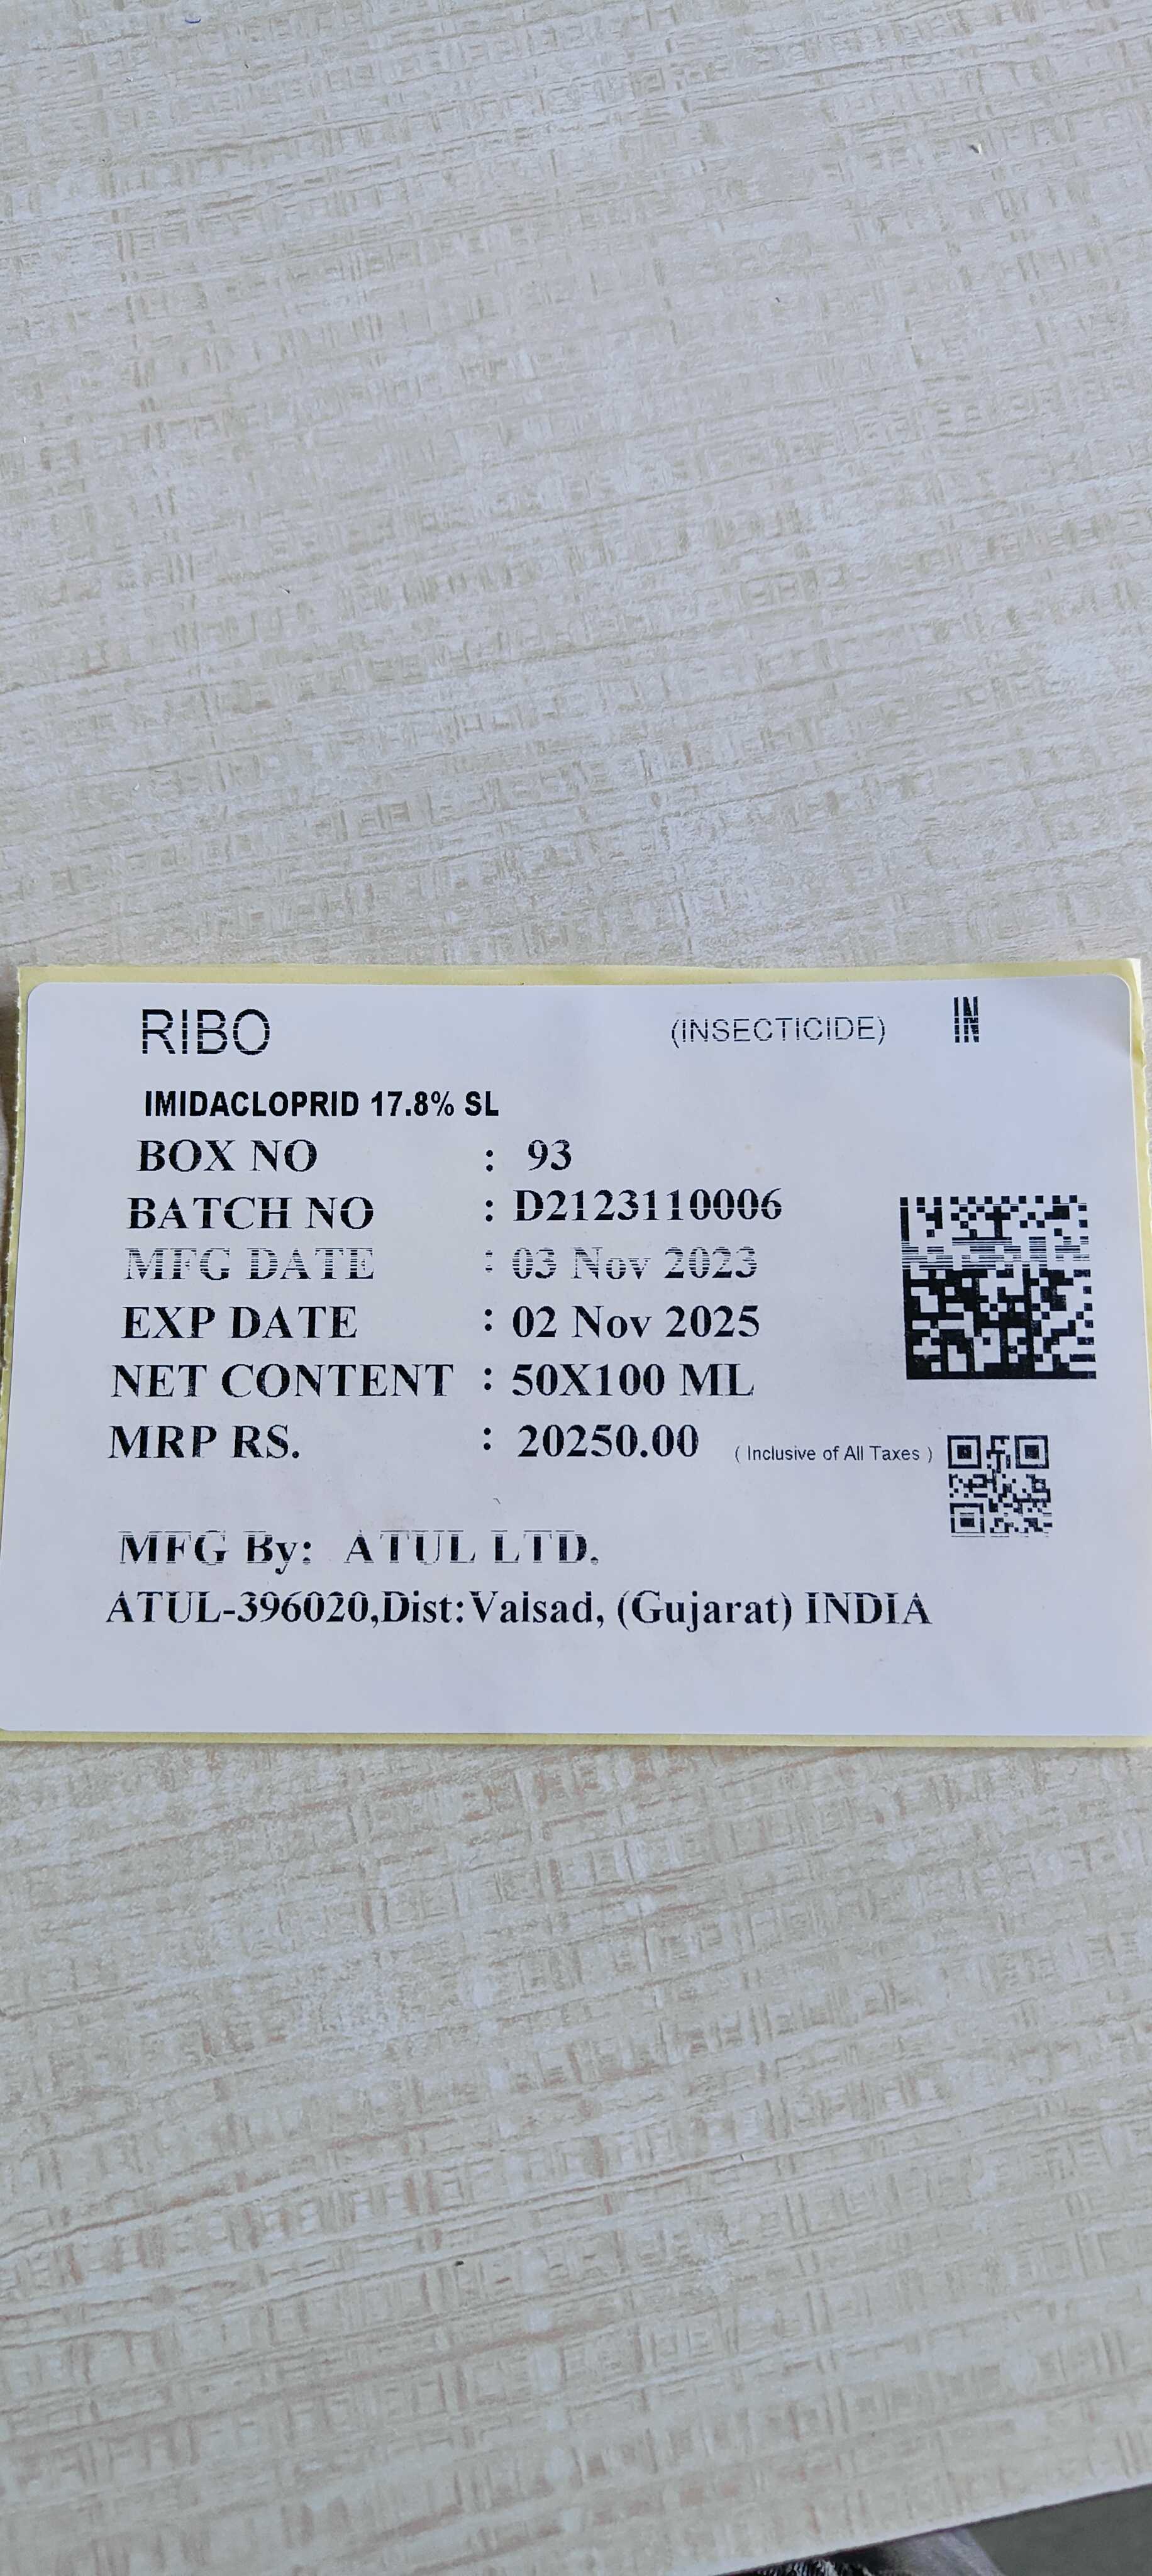 RIBO (INSECTICIDE) IN
IMIDACLOPRID 17.8% SL
BOX NO : 93
BATCH NO : D2123110006
MFG DATE : 03 Nov 2023
EXP DATE : 02 Nov 2025
NET CONTENT : 50X100 ML
MRP RS. : 20250.00 ( Inclusive of All Taxes )
MFG By: ATUL LTD.
ATUL-396020,Dist:Valsad, (Gujarat) INDIA